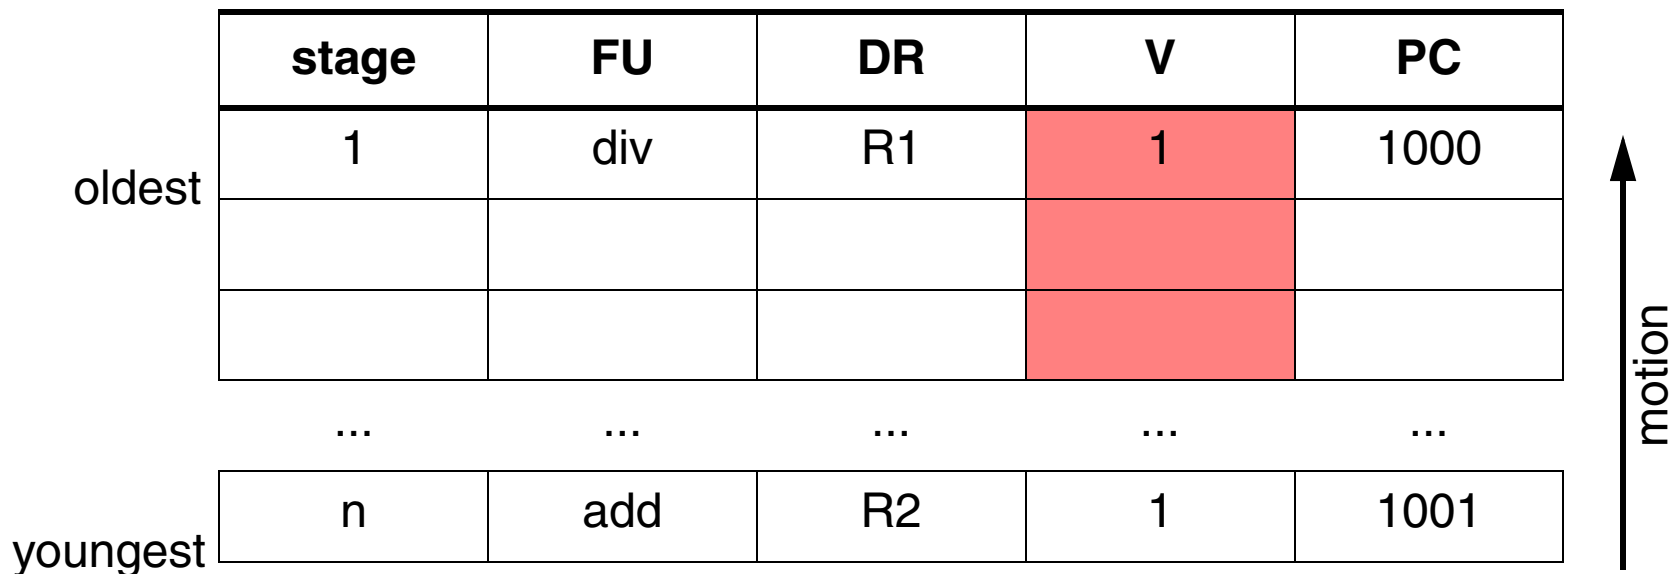 stage FU DR V PC
1 div R1 1 1000
oldest
... ... ... ... ...
n add R2 1 1001
youngest
motion